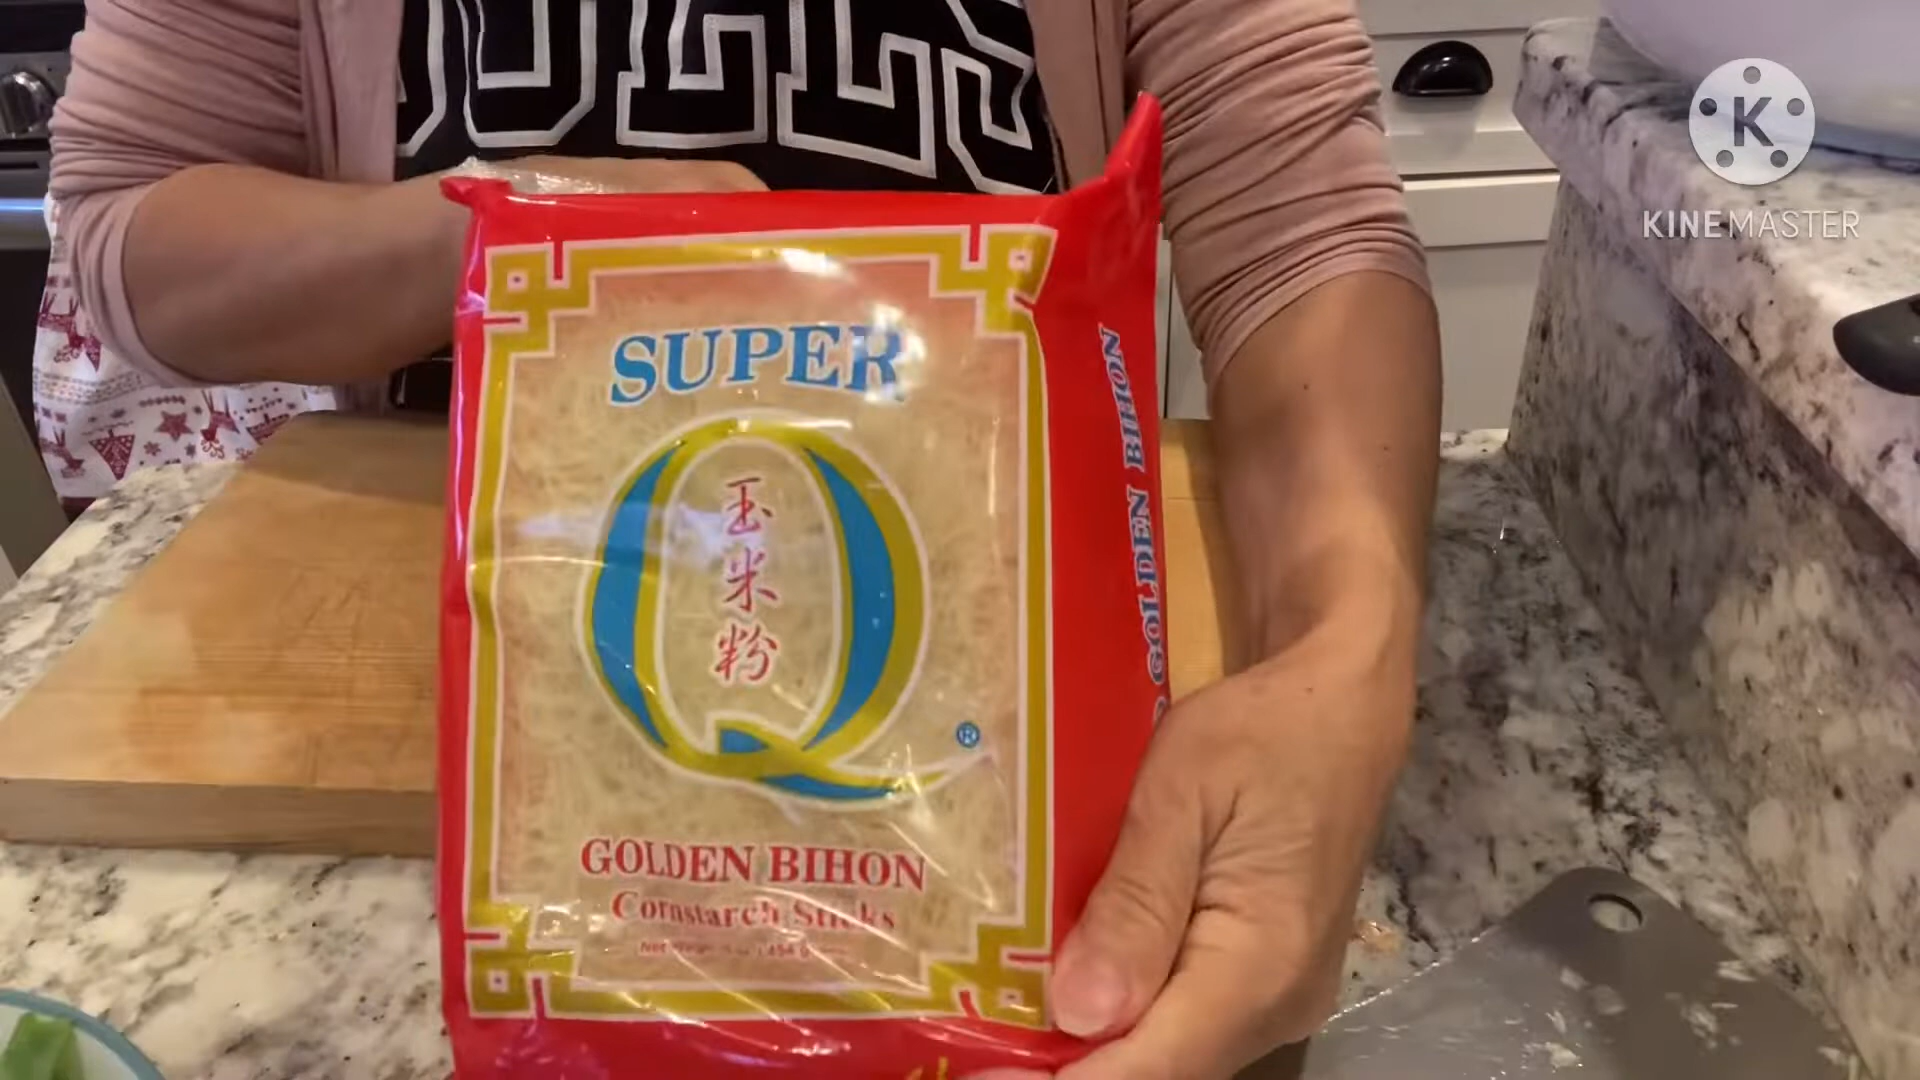 SUPER
Q
玉米粉
®
GOLDEN BIHON
Cornstarch Sticks
GOLDEN BIHON
K
KINEMASTER